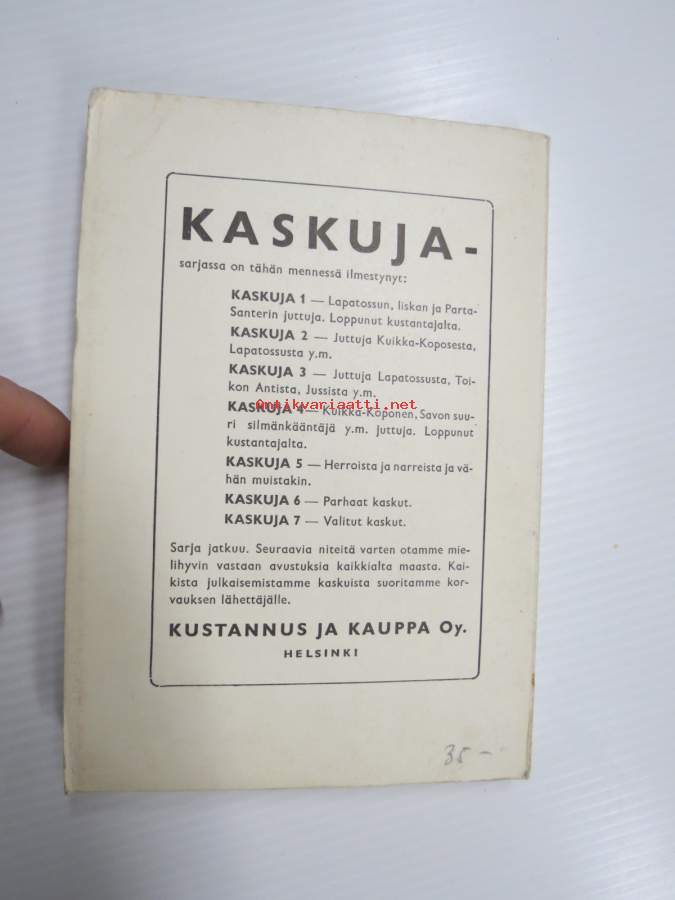 KASKUJA-
sarjassa on tähän mennessä ilmestynyt:
KASKUJA 1 — Lapatossun, Iiskan ja Parta-
Santerin juttuja. Loppunut kustantajalta.
KASKUJA 2 — Juttuja Kuikka-Koposesta,
Lapatossusta y.m.
KASKUJA 3 — Juttuja Lapatossusta, Toi-
kon Antista, Jussista y.m.
Antikvariaatti.net
KASKUJA 4 — Kuikka-Koponen, Savon suu-
ri silmänkääntäjä y.m. juttuja. Loppunut
kustantajalta.
KASKUJA 5 — Herroista ja narreista ja vä-
hän muistakin.
KASKUJA 6 — Parhaat kaskut.
KASKUJA 7 — Valitut kaskut.
Sarja jatkuu. Seuraavia niteitä varten otamme mie-
lihyvin vastaan avustuksia kaikkialta maasta. Kai-
kista julkaisemistamme kaskuista suoritamme kor-
vauksen lähettäjälle.
KUSTANNUS JA KAUPPA Oy.
HELSINKI
35 —